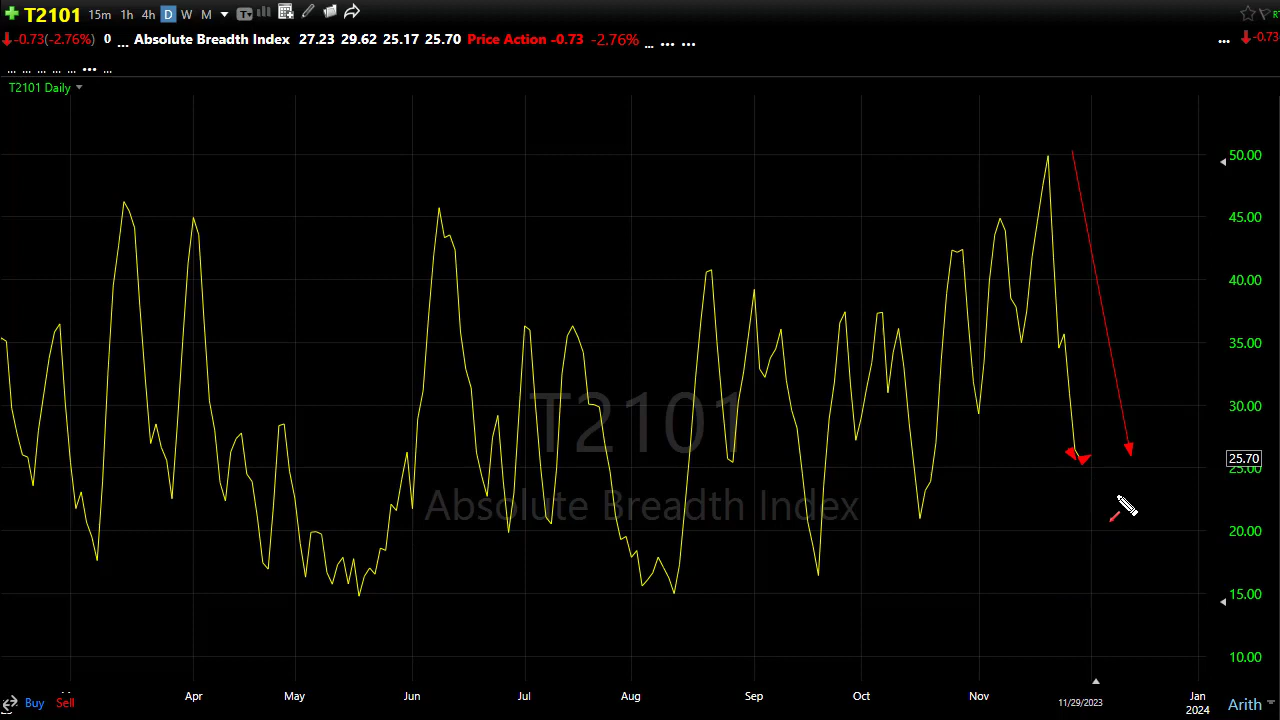 T2101 15m 1h 4h D W M
-0.73(-2.76%) 0 ... Absolute Breadth Index 27.23 29.62 25.17 25.70 Price Action -0.73 -2.76% ... ... ... ... -0.73
... ... ... ... ... ... ...
T2101 Daily
50.00
45.00
40.00
35.00
30.00
25.70
25.00
20.00
15.00
10.00
T2101
Absolute Breadth Index
Apr May Jun Jul Aug Sep Oct Nov Jan
Buy Sell 11/29/2023 2024 Arith